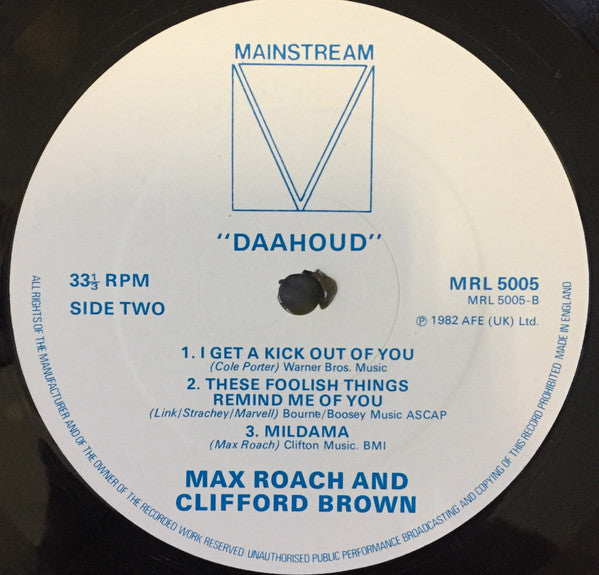 MAINSTREAM
"DAAHOUD"
33⅓ RPM
SIDE TWO
MRL 5005
MRL 5005-B
℗ 1982 AFE (UK) Ltd.
1. I GET A KICK OUT OF YOU
(Cole Porter) Warner Bros. Music
2. THESE FOOLISH THINGS
REMIND ME OF YOU
(Link/Strachey/Marvell) Bourne/Boosey Music ASCAP
3. MILDAMA
(Max Roach) Clifton Music. BMI
MAX ROACH AND
CLIFFORD BROWN
ALL RIGHTS OF THE MANUFACTURER AND OF THE OWNER OF THE RECORDED WORK RESERVED UNAUTHORISED PUBLIC PERFORMANCE BROADCASTING AND COPYING OF THIS RECORD PROHIBITED MADE IN ENGLAND